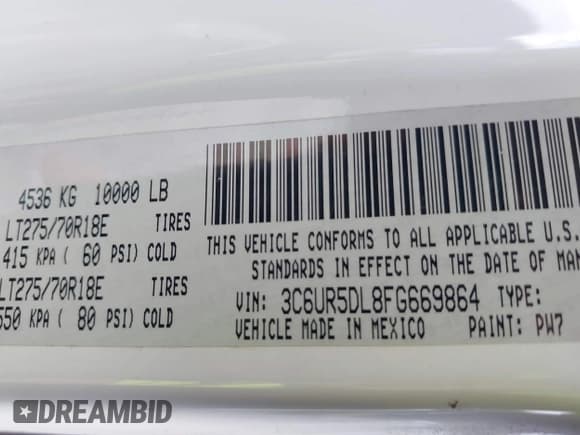 4536 KG 10000 LB
LT275/70R18E TIRES
415 KPA ( 60 PSI) COLD
LT275/70R18E TIRES
550 KPA ( 80 PSI) COLD
THIS VEHICLE CONFORMS TO ALL APPLICABLE U.S.
STANDARDS IN EFFECT ON THE DATE OF MAN
VIN: 3C6UR5DL8FG669864 TYPE:
VEHICLE MADE IN MEXICO PAINT: PW7
DREAMBID